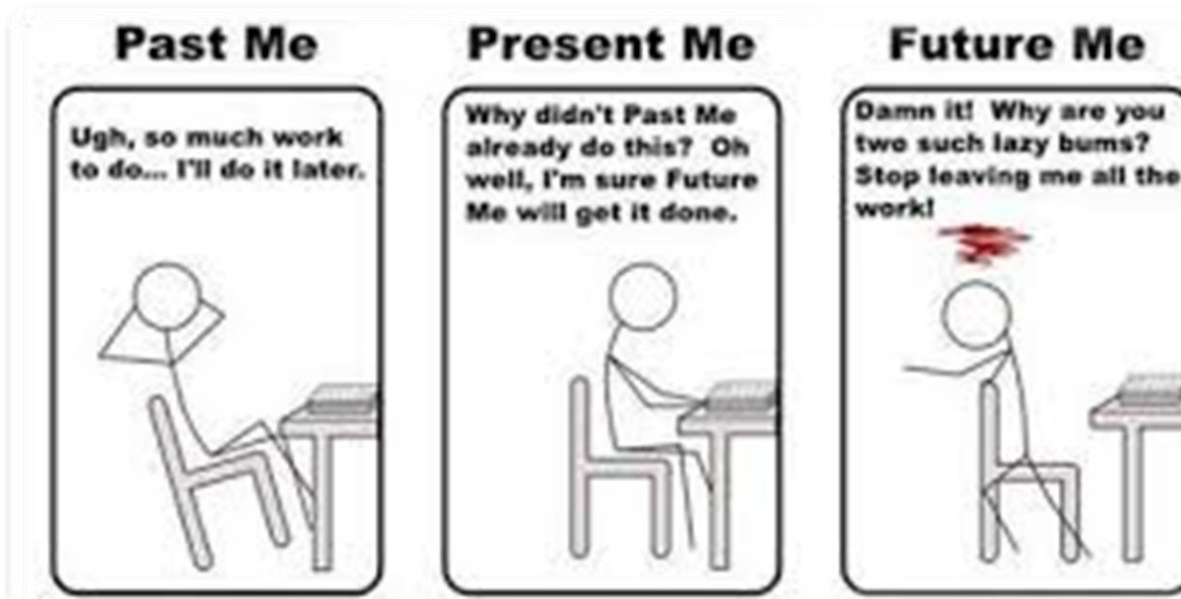 Past Me
Ugh, so much work
to do... I'll do it later.
Present Me
Why didn't Past Me
already do this? Oh
well, I'm sure Future
Me will get it done.
Future Me
Damn it! Why are you
two such lazy bums?
Stop leaving me all the
work!